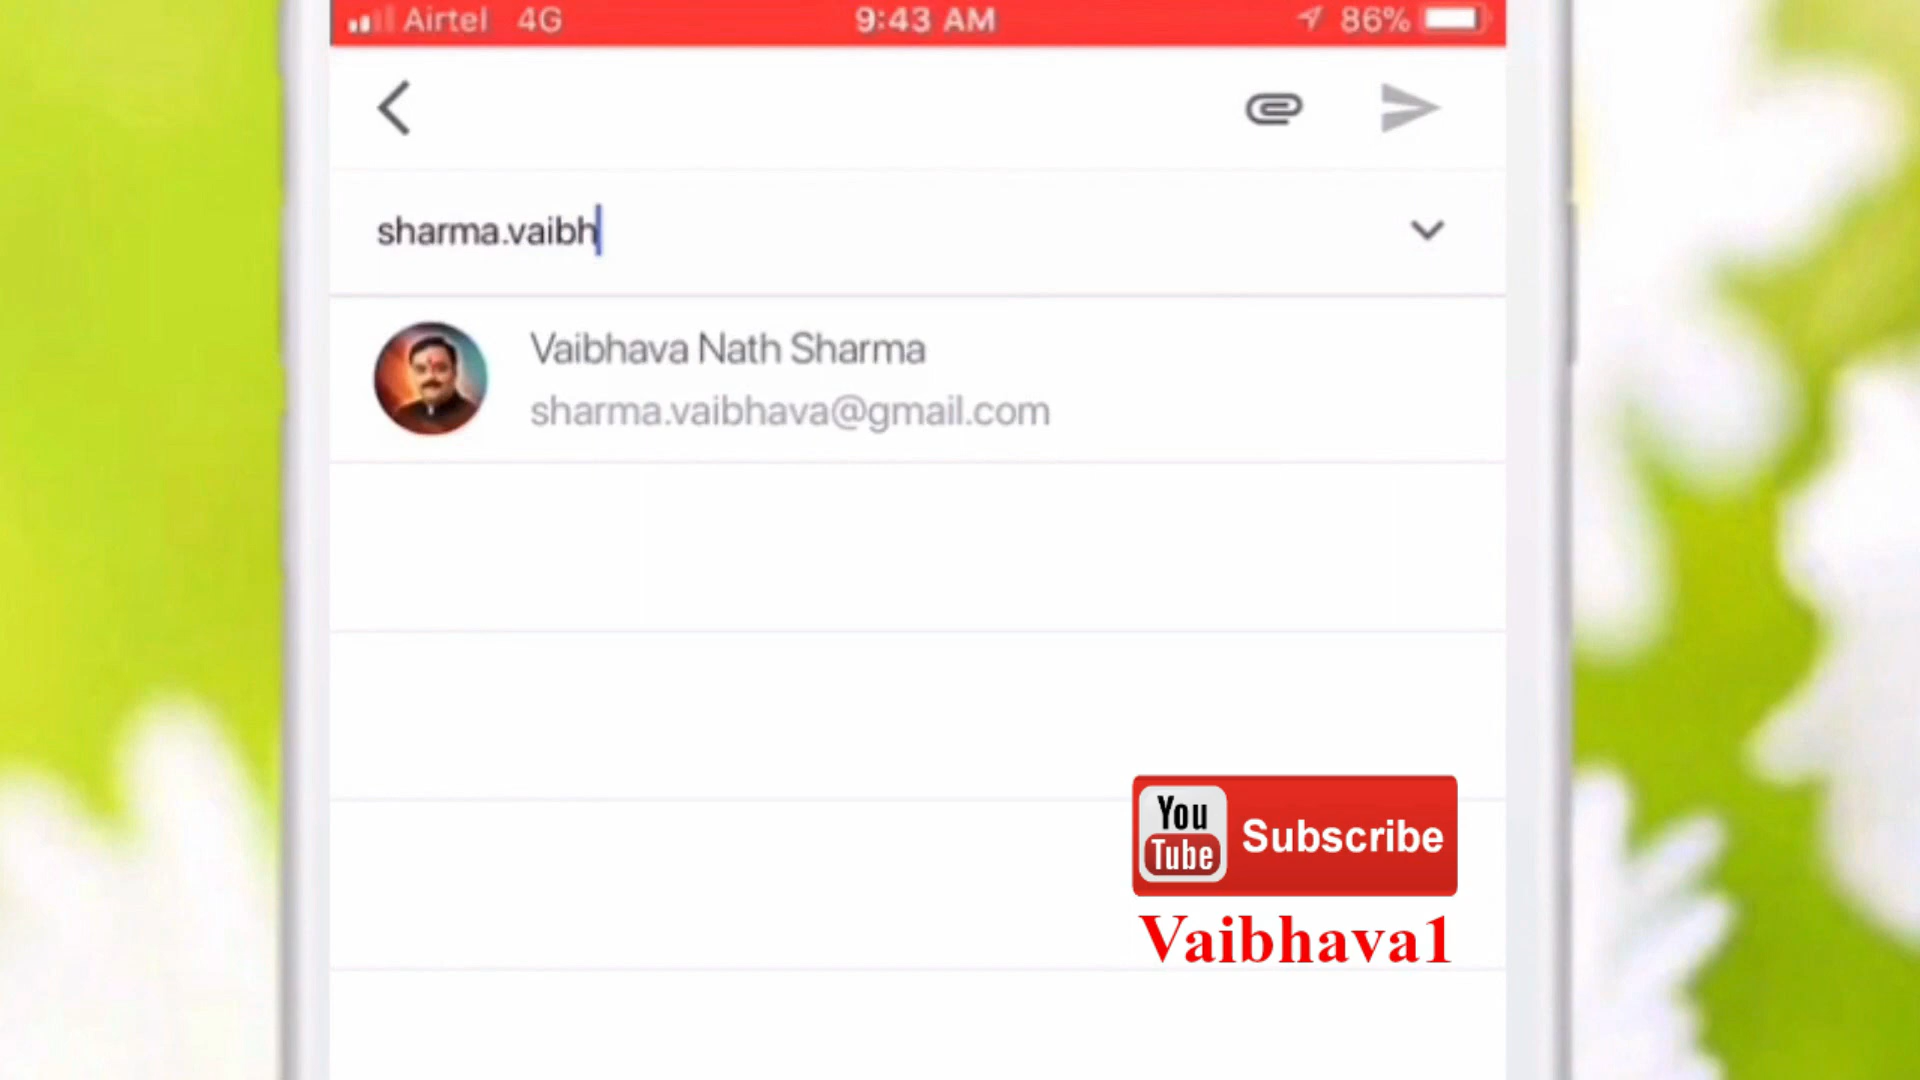 Airtel 4G 9:43 AM 86%
sharma.vaibh
Vaibhava Nath Sharma
sharma.vaibhava@gmail.com
You
Tube
Subscribe
Vaibhava1